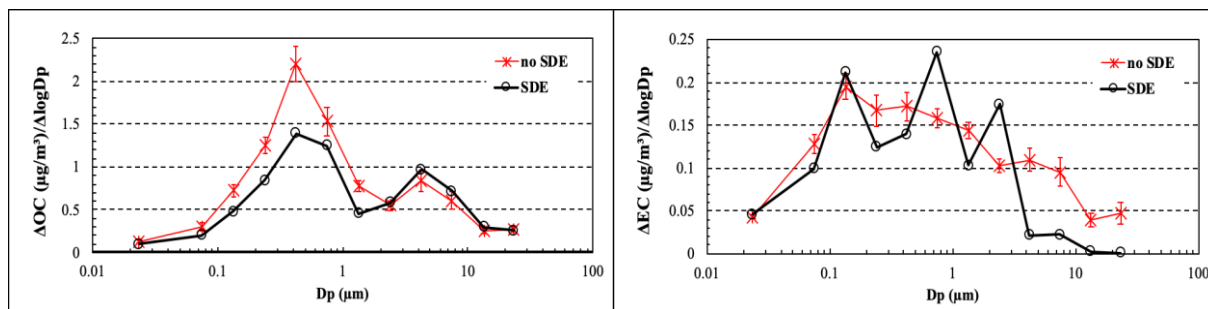 ΔOC (µg/m³)/ΔlogDp
2.5
2
1.5
1
0.5
0
0.01 0.1 1 10 100
Dp (µm)
no SDE
SDE
ΔEC (µg/m³)/ΔlogDp
0.25
0.2
0.15
0.1
0.05
0
0.01 0.1 1 10 100
Dp (µm)
no SDE
SDE